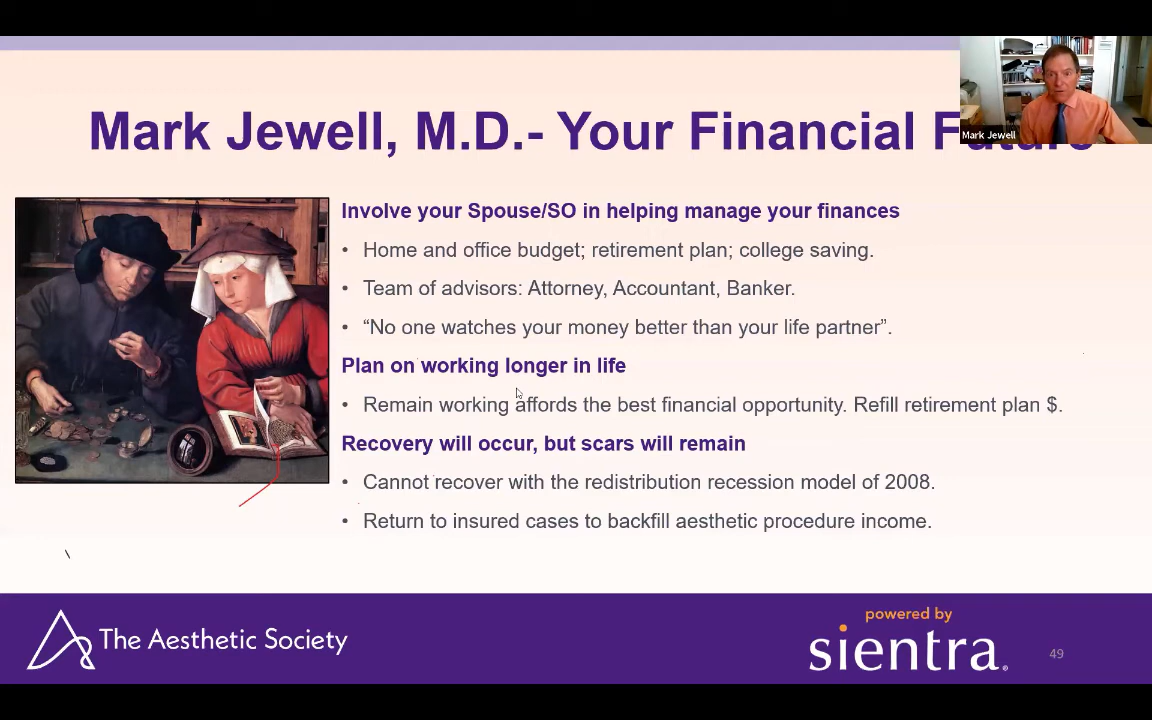 Mark Jewell, M.D.- Your Financial Future
Mark Jewell
Involve your Spouse/SO in helping manage your finances
• Home and office budget; retirement plan; college saving.
• Team of advisors: Attorney, Accountant, Banker.
• “No one watches your money better than your life partner”.
Plan on working longer in life
• Remain working affords the best financial opportunity. Refill retirement plan $.
Recovery will occur, but scars will remain
• Cannot recover with the redistribution recession model of 2008.
• Return to insured cases to backfill aesthetic procedure income.
The Aesthetic Society
powered by
sientra®
49